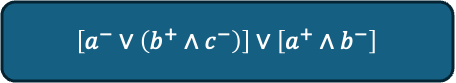 [a⁻ ∨ (b⁺ ∧ c⁻)] ∨ [a⁺ ∧ b⁻]